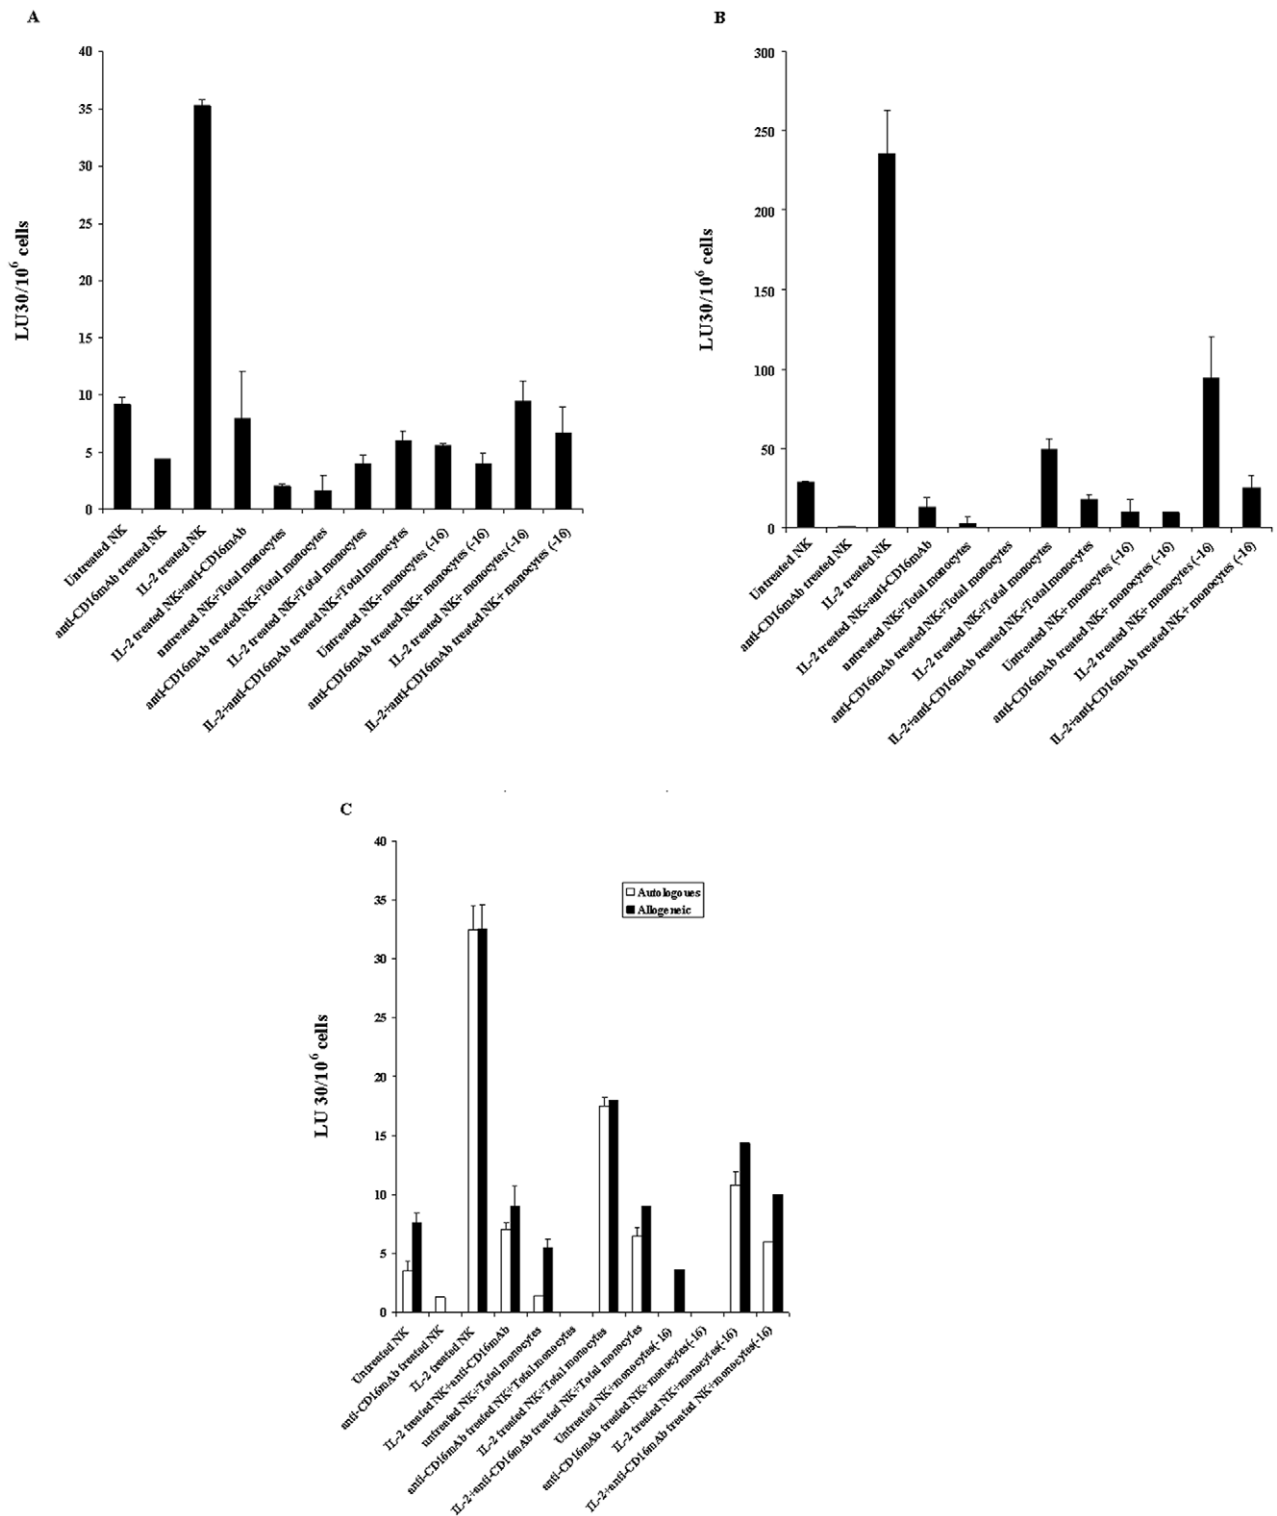 A
40
35
30
25
20
15
10
5
0
LU30/10⁶ cells
Untreated NK
anti-CD16mAb treated NK
IL-2 treated NK
IL-2 treated NK+anti-CD16mAb
untreated NK+Total monocytes
anti-CD16mAb treated NK+Total monocytes
IL-2 treated NK+Total monocytes
IL-2+anti-CD16mAb treated NK+Total monocytes
Untreated NK+ monocytes (-16)
anti-CD16mAb treated NK+ monocytes (-16)
IL-2 treated NK+ monocytes (-16)
IL-2+anti-CD16mAb treated NK+ monocytes (-16)
B
300
250
200
150
100
50
0
LU30/10⁶ cells
Untreated NK
anti-CD16mAb treated NK
IL-2 treated NK
IL-2 treated NK+anti-CD16mAb
untreated NK+Total monocytes
anti-CD16mAb treated NK+Total monocytes
IL-2 treated NK+Total monocytes
IL-2+anti-CD16mAb treated NK+Total monocytes
Untreated NK+ monocytes (-16)
anti-CD16mAb treated NK+ monocytes (-16)
IL-2 treated NK+ monocytes (-16)
IL-2+anti-CD16mAb treated NK+ monocytes (-16)
C
40
35
30
25
20
15
10
5
0
LU 30/10⁶ cells
Autologoues
Allogeneic
Untreated NK
anti-CD16mAb treated NK
IL-2 treated NK
IL-2 treated NK+anti-CD16mAb
untreated NK+Total monocytes
anti-CD16mAb treated NK+Total monocytes
IL-2 treated NK+Total monocytes
IL-2+anti-CD16mAb treated NK+Total monocytes
Untreated NK+monocytes(-16)
anti-CD16mAb treated NK+monocytes(-16)
IL-2 treated NK+monocytes(-16)
IL-2+anti-CD16mAb treated NK+monocytes(-16)